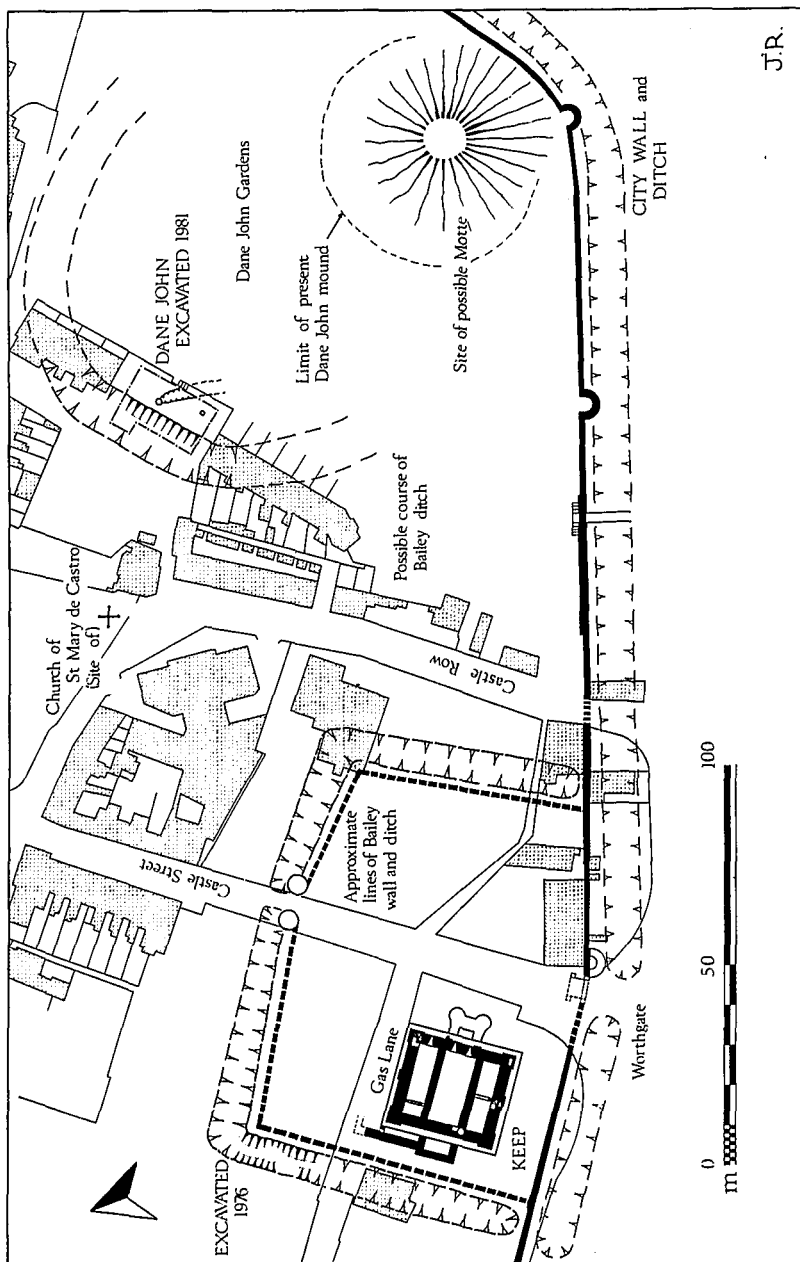 J.R.
CITY WALL and
DITCH
DANE JOHN
EXCAVATED 1981
Dane John Gardens
Limit of present
Dane John mound
Site of possible Motte
Church of
St Mary de Castro
(Site of)
Possible course of
Bailey ditch
Castle Row
Castle Street
Approximate
lines of Bailey
wall and ditch
Gas Lane
KEEP
Worthgate
EXCAVATED
1976
0
50
100
m